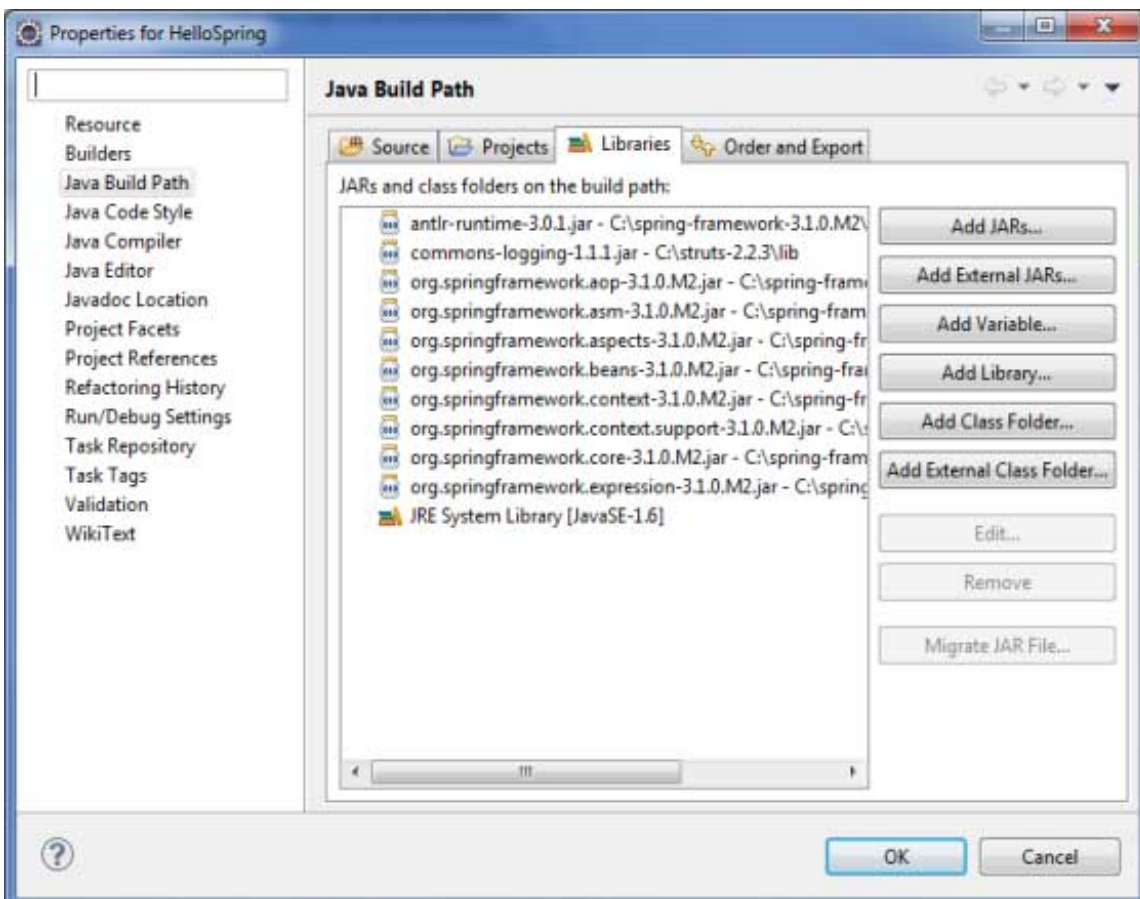 Properties for HelloSpring
Java Build Path
Resource
Builders
Java Build Path
Java Code Style
Java Compiler
Java Editor
Javadoc Location
Project Facets
Project References
Refactoring History
Run/Debug Settings
Task Repository
Task Tags
Validation
WikiText
Source Projects Libraries Order and Export
JARs and class folders on the build path:
antlr-runtime-3.0.1.jar - C:\spring-framework-3.1.0.M2\
commons-logging-1.1.1.jar - C:\struts-2.2.3\lib
org.springframework.aop-3.1.0.M2.jar - C:\spring-frame
org.springframework.asm-3.1.0.M2.jar - C:\spring-fram
org.springframework.aspects-3.1.0.M2.jar - C:\spring-fr
org.springframework.beans-3.1.0.M2.jar - C:\spring-frai
org.springframework.context-3.1.0.M2.jar - C:\spring-fr
org.springframework.context.support-3.1.0.M2.jar - C:\s
org.springframework.core-3.1.0.M2.jar - C:\spring-fram
org.springframework.expression-3.1.0.M2.jar - C:\spring
JRE System Library [JavaSE-1.6]
Add JARs...
Add External JARs...
Add Variable...
Add Library...
Add Class Folder...
Add External Class Folder...
Edit...
Remove
Migrate JAR File...
OK
Cancel